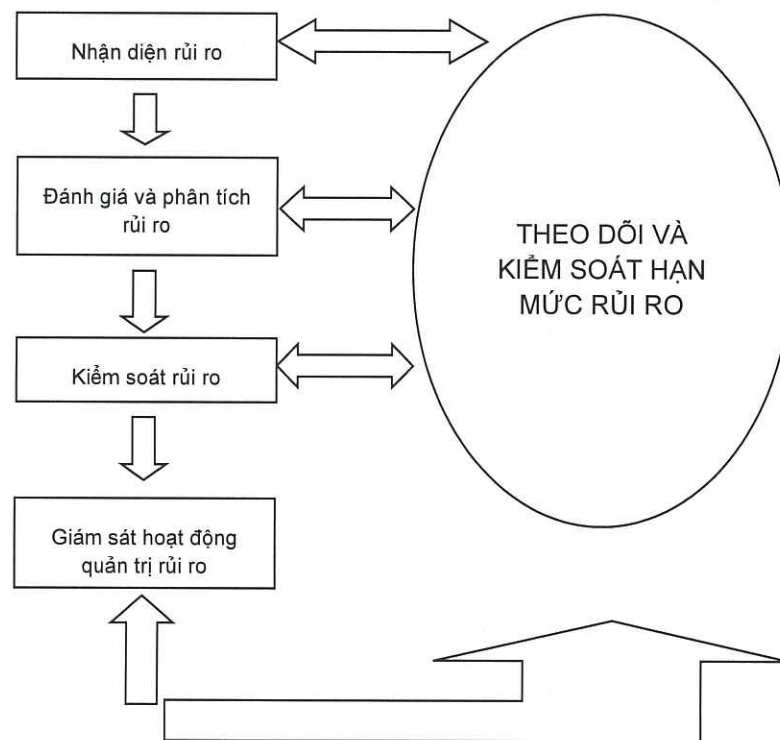 Nhận diện rủi ro
Đánh giá và phân tích
rủi ro
THEO DÕI VÀ
KIỂM SOÁT HẠN
MỨC RỦI RO
Kiểm soát rủi ro
Giám sát hoạt động
quản trị rủi ro